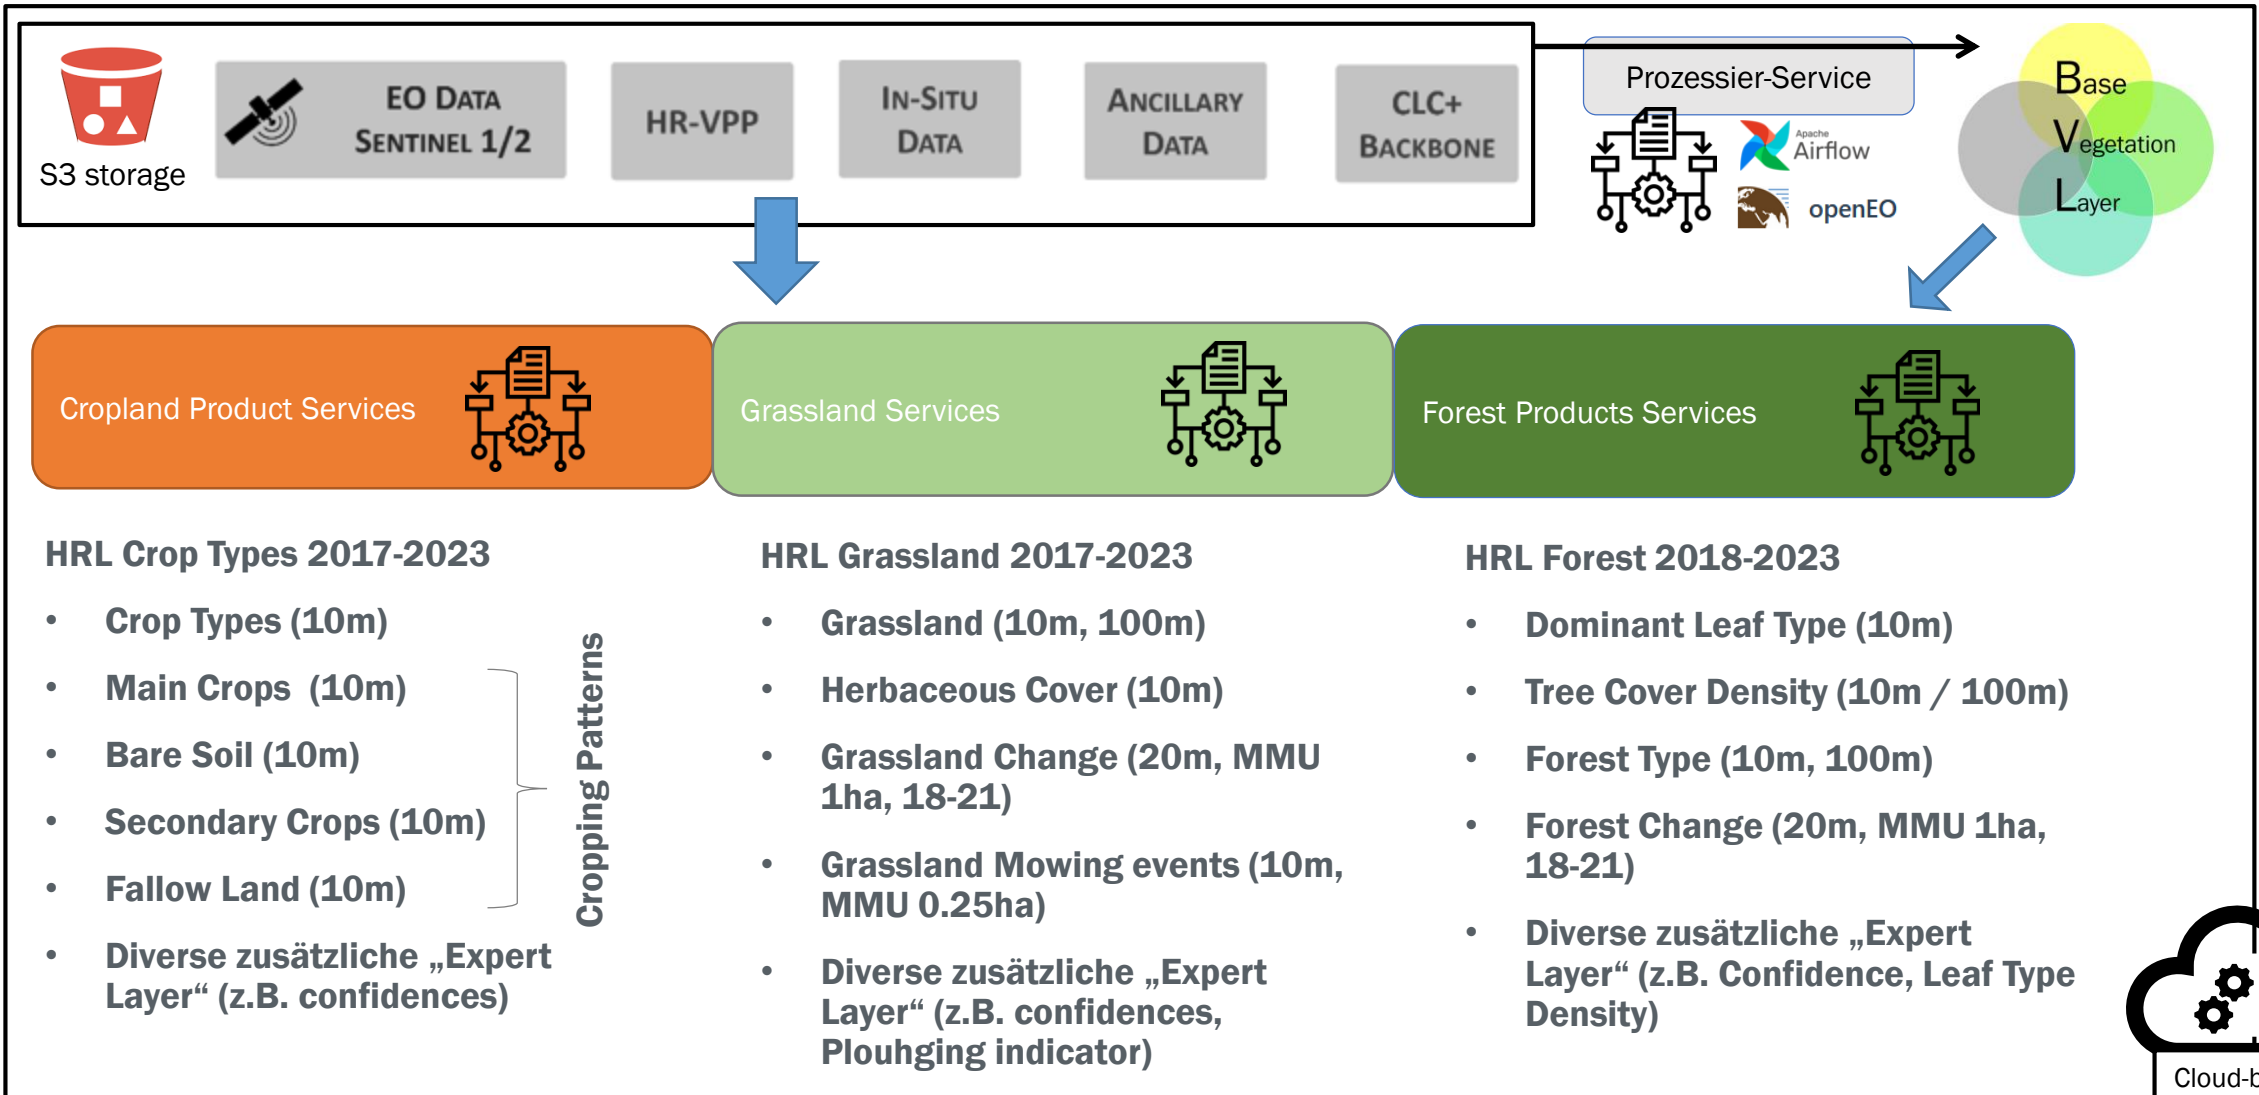 S3 storage
EO DATA
SENTINEL 1/2
HR-VPP
IN-SITU
DATA
ANCILLARY
DATA
CLC+
BACKBONE
Prozessier-Service
Apache
Airflow
openEO
Base
Vegetation
Layer
Cropland Product Services
Grassland Services
Forest Products Services
HRL Crop Types 2017-2023
• Crop Types (10m)
• Main Crops (10m)
• Bare Soil (10m)
• Secondary Crops (10m)
• Fallow Land (10m)
• Diverse zusätzliche „Expert
Layer“ (z.B. confidences)
Cropping Patterns
HRL Grassland 2017-2023
• Grassland (10m, 100m)
• Herbaceous Cover (10m)
• Grassland Change (20m, MMU
1ha, 18-21)
• Grassland Mowing events (10m,
MMU 0.25ha)
• Diverse zusätzliche „Expert
Layer“ (z.B. confidences,
Plouhging indicator)
HRL Forest 2018-2023
• Dominant Leaf Type (10m)
• Tree Cover Density (10m / 100m)
• Forest Type (10m, 100m)
• Forest Change (20m, MMU 1ha,
18-21)
• Diverse zusätzliche „Expert
Layer“ (z.B. Confidence, Leaf Type
Density)
Cloud-b